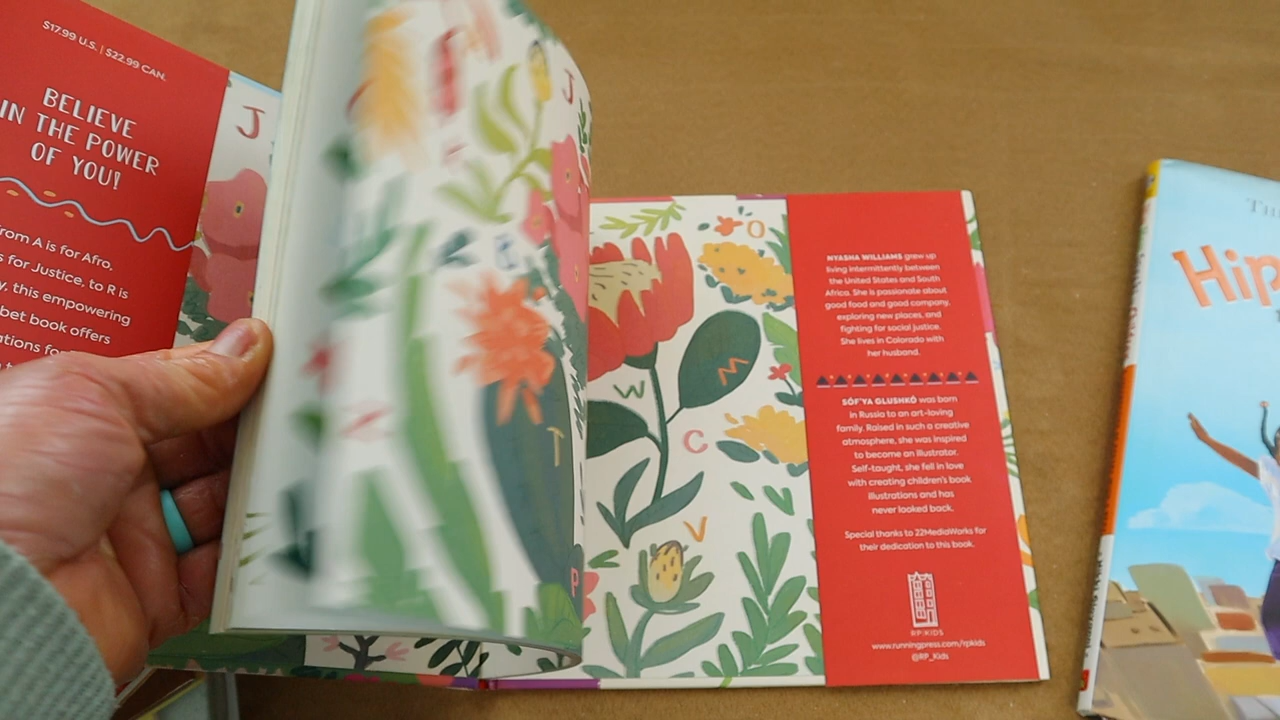 $17.99 U.S. | $22.99 CAN.
BELIEVE
IN THE POWER
OF YOU!
From A is for Afro,
s for Justice, to R is
y, this empowering
bet book offers
ations for
J
J
T
P
O
W
M
C
V
NYASHA WILLIAMS grew up
living intermittently between
the United States and South
Africa. She is passionate about
good food and good company,
exploring new places, and
fighting for social justice.
She lives in Colorado with
her husband.
SÓF'YA GLUSHKÓ was born
in Russia to an art-loving
family. Raised in such a creative
atmosphere, she was inspired
to become an illustrator.
Self-taught, she fell in love
with creating children's book
illustrations and has
never looked back.
Special thanks to 22MediaWorks for
their dedication to this book.
RP|KIDS
www.runningpress.com/rpkids
@RP_Kids
Th
Hip